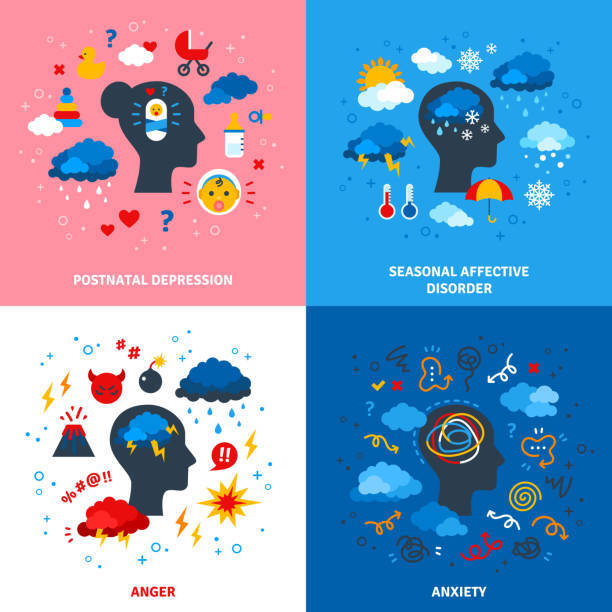 ?
?
POSTNATAL DEPRESSION
SEASONAL AFFECTIVE
DISORDER
##
!!
%#@!!
ANGER
?
?
ANXIETY